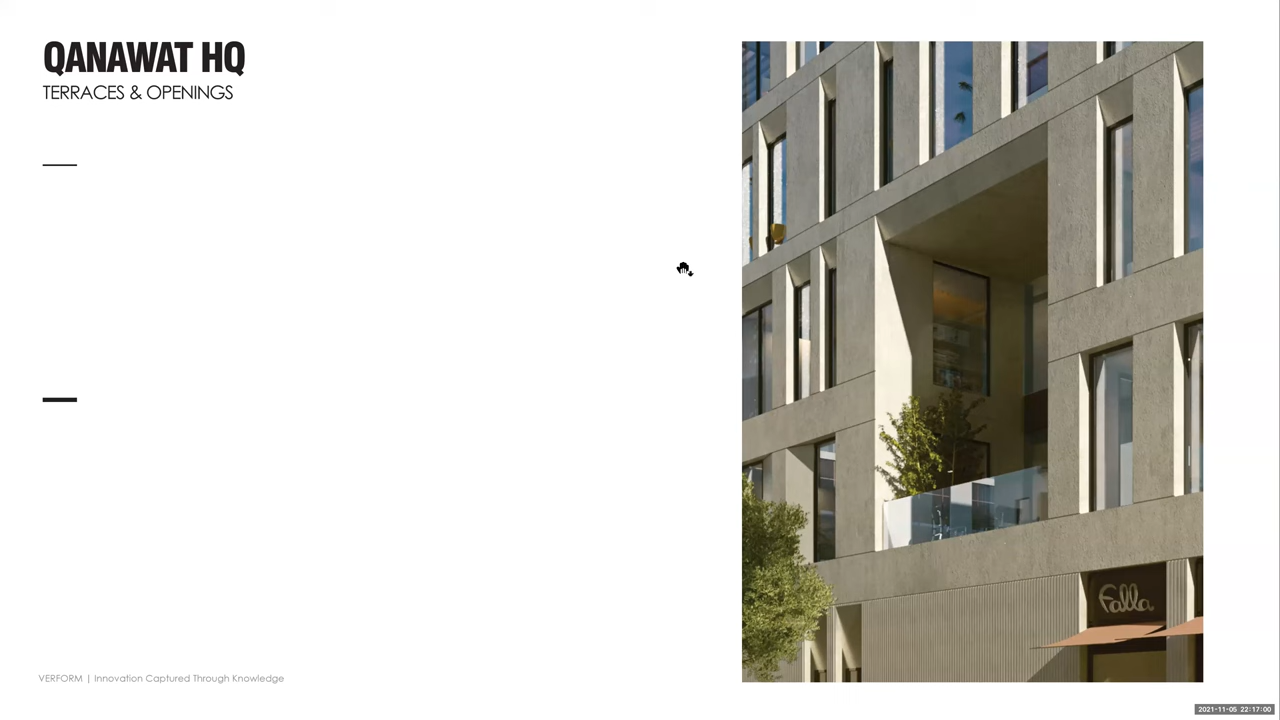 QANAWAT HQ
TERRACES & OPENINGS
Falla
VERFORM | Innovation Captured Through Knowledge
2021-11-05 22:17:00